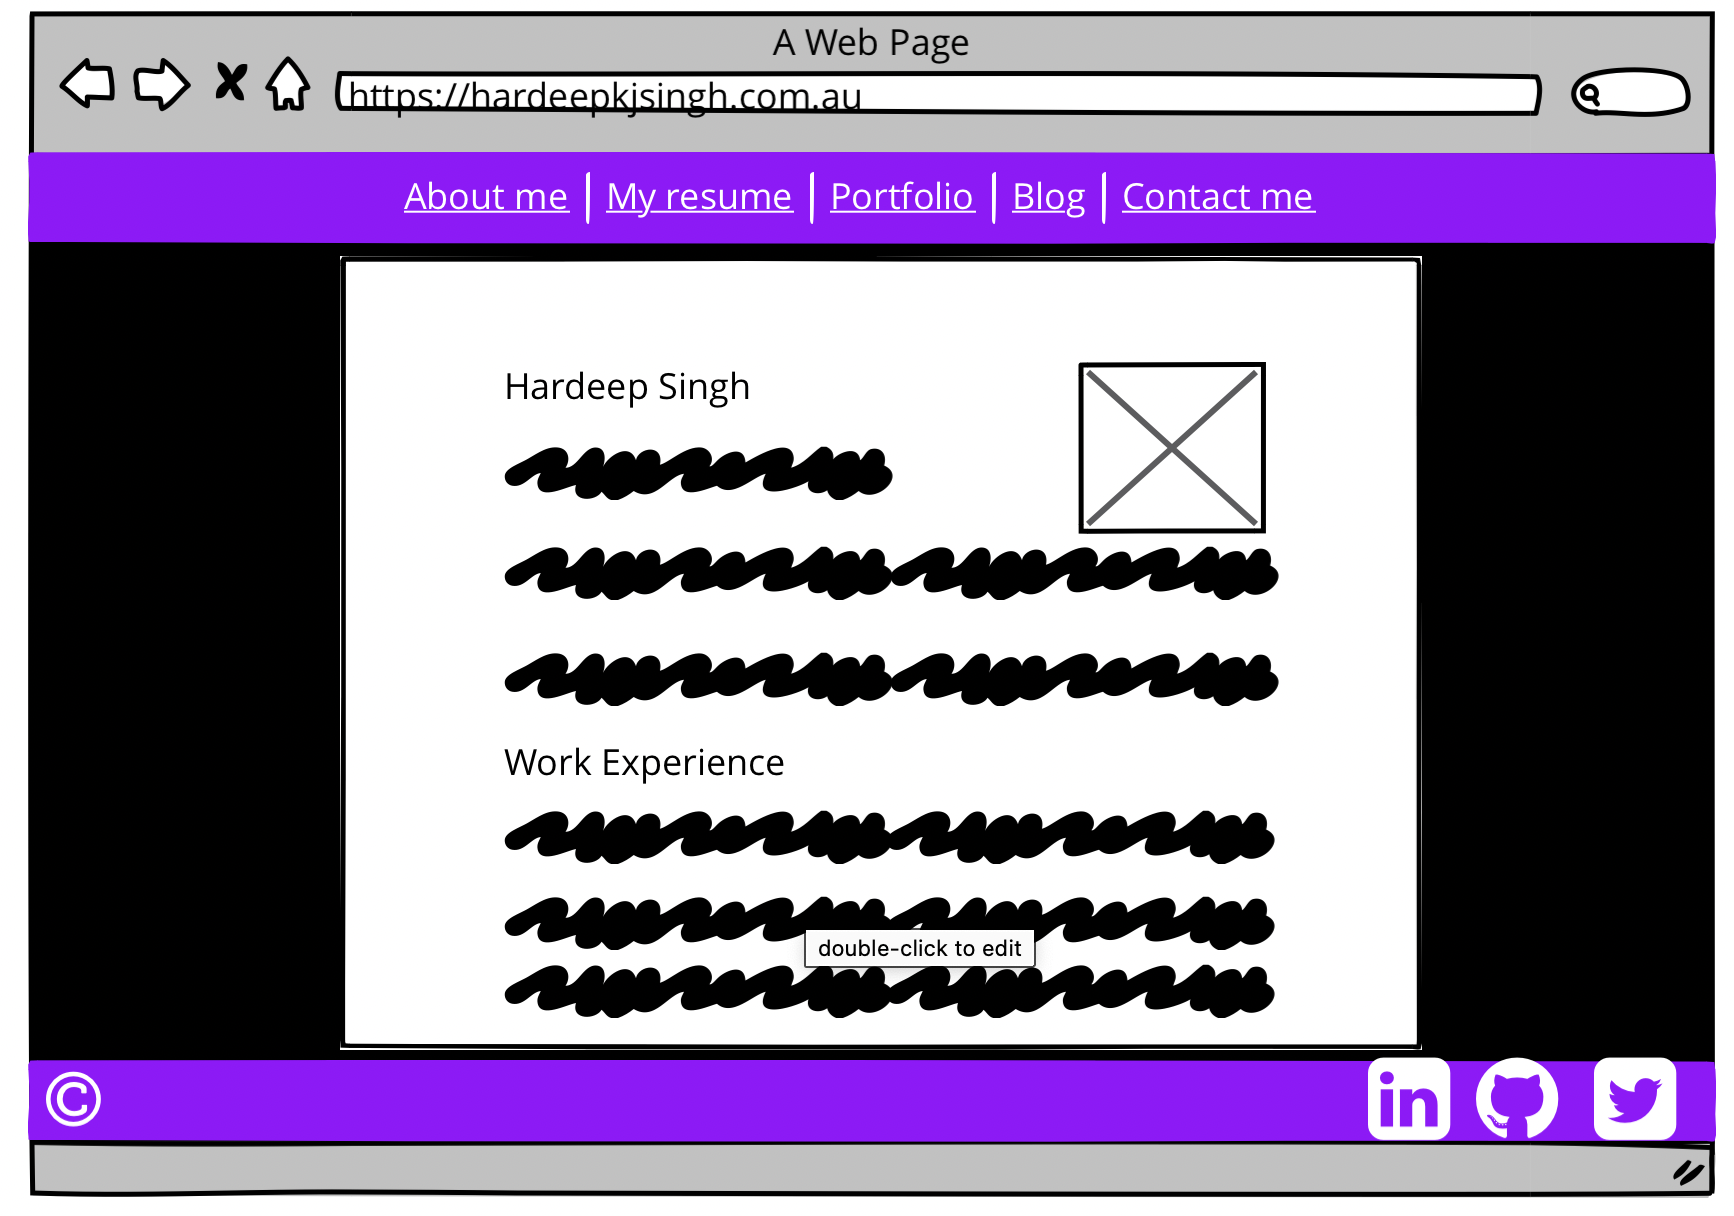 A Web Page
https://hardeepkjsingh.com.au
About me | My resume | Portfolio | Blog | Contact me
Hardeep Singh
Work Experience
double-click to edit
©
in